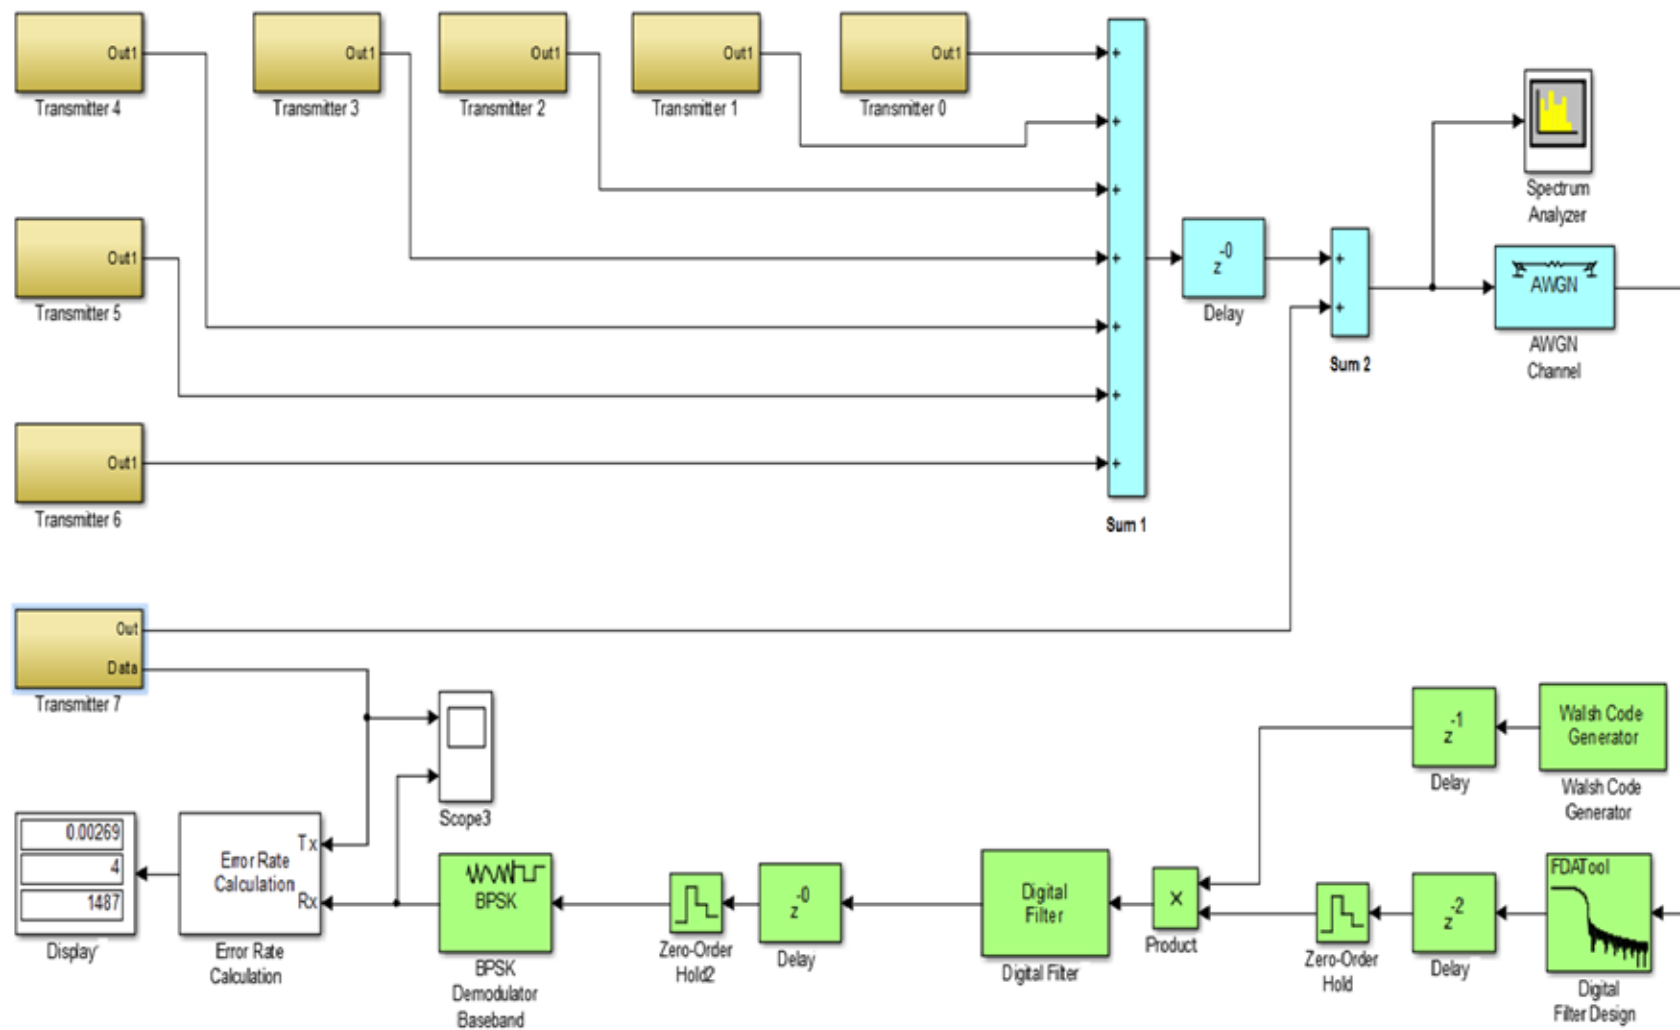 Out1
Transmitter 4
Out1
Transmitter 3
Out1
Transmitter 2
Out1
Transmitter 1
Out1
Transmitter 0
+
+
+
+
+
+
+
Sum 1
Out1
Transmitter 5
Out1
Transmitter 6
z-0
Delay
+
+
Sum 2
Spectrum
Analyzer
AWGN
AWGN
Channel
Out
Data
Transmitter 7
Scope3
0.00269
4
1487
Display
Tx
Error Rate
Calculation
Rx
Error Rate
Calculation
BPSK
BPSK
Demodulator
Baseband
Zero-Order
Hold2
z-0
Delay
Digital
Filter
Digital Filter
×
Product
Zero-Order
Hold
z-1
Delay
Walsh Code
Generator
Walsh Code
Generator
z-2
Delay
FDATool
Digital
Filter Design